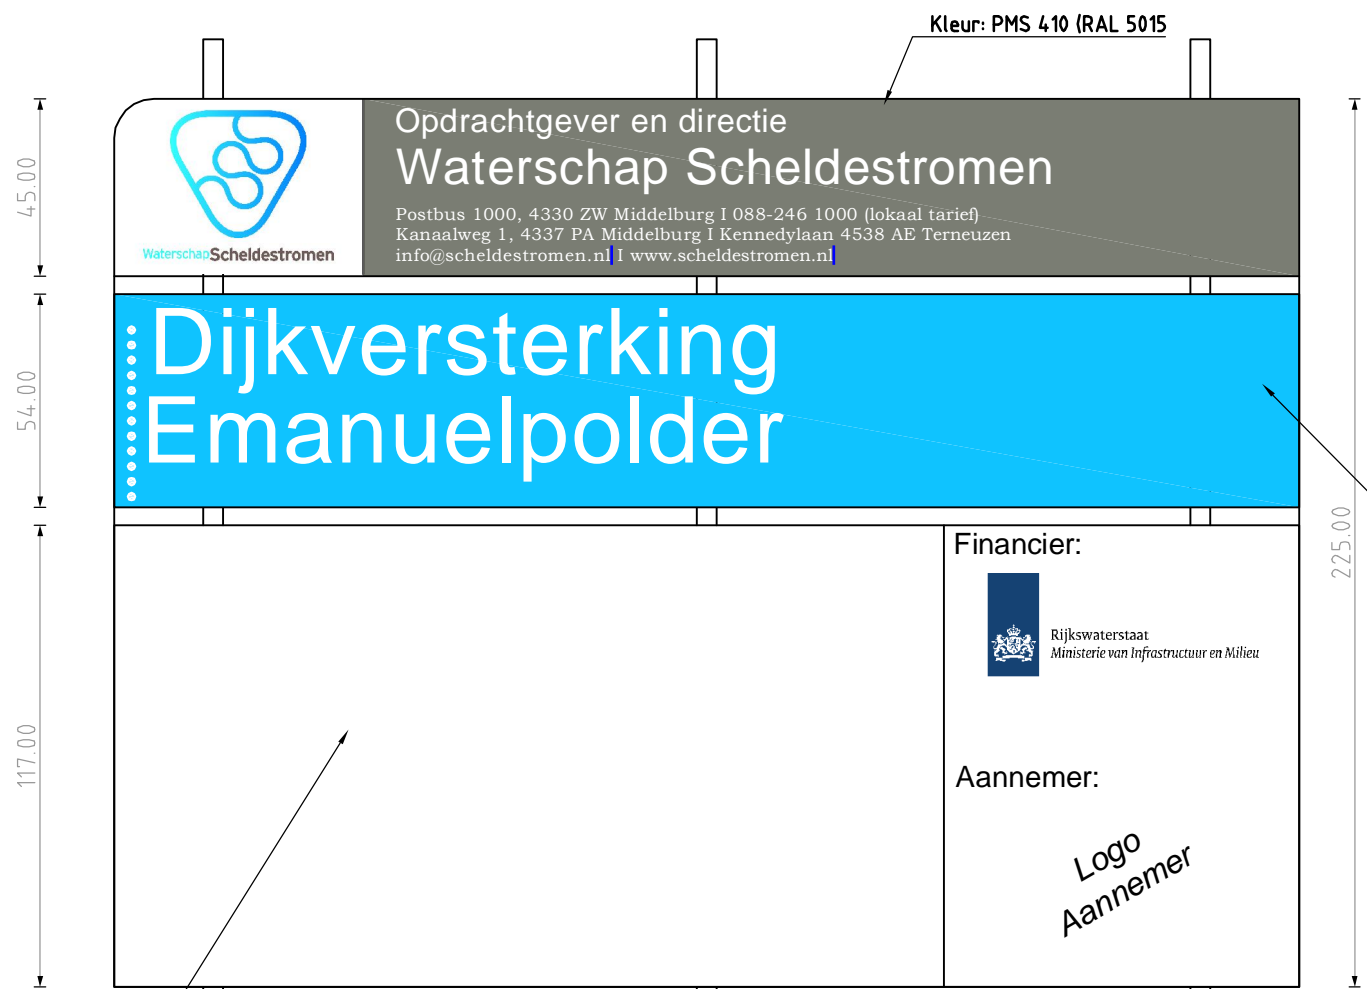 Kleur: PMS 410 (RAL 5015
45.00
Opdrachtgever en directie
Waterschap Scheldestromen
Postbus 1000, 4330 ZW Middelburg I 088-246 1000 (lokaal tarief)
Kanaalweg 1, 4337 PA Middelburg I Kennedylaan 4538 AE Terneuzen
info@scheldestromen.nl I www.scheldestromen.nl
WaterschapScheldestromen
54.00
Dijkversterking
Emanuelpolder
225.00
117.00
Financier:
Rijkswaterstaat
Ministerie van Infrastructuur en Milieu
Aannemer:
Logo
Aannemer